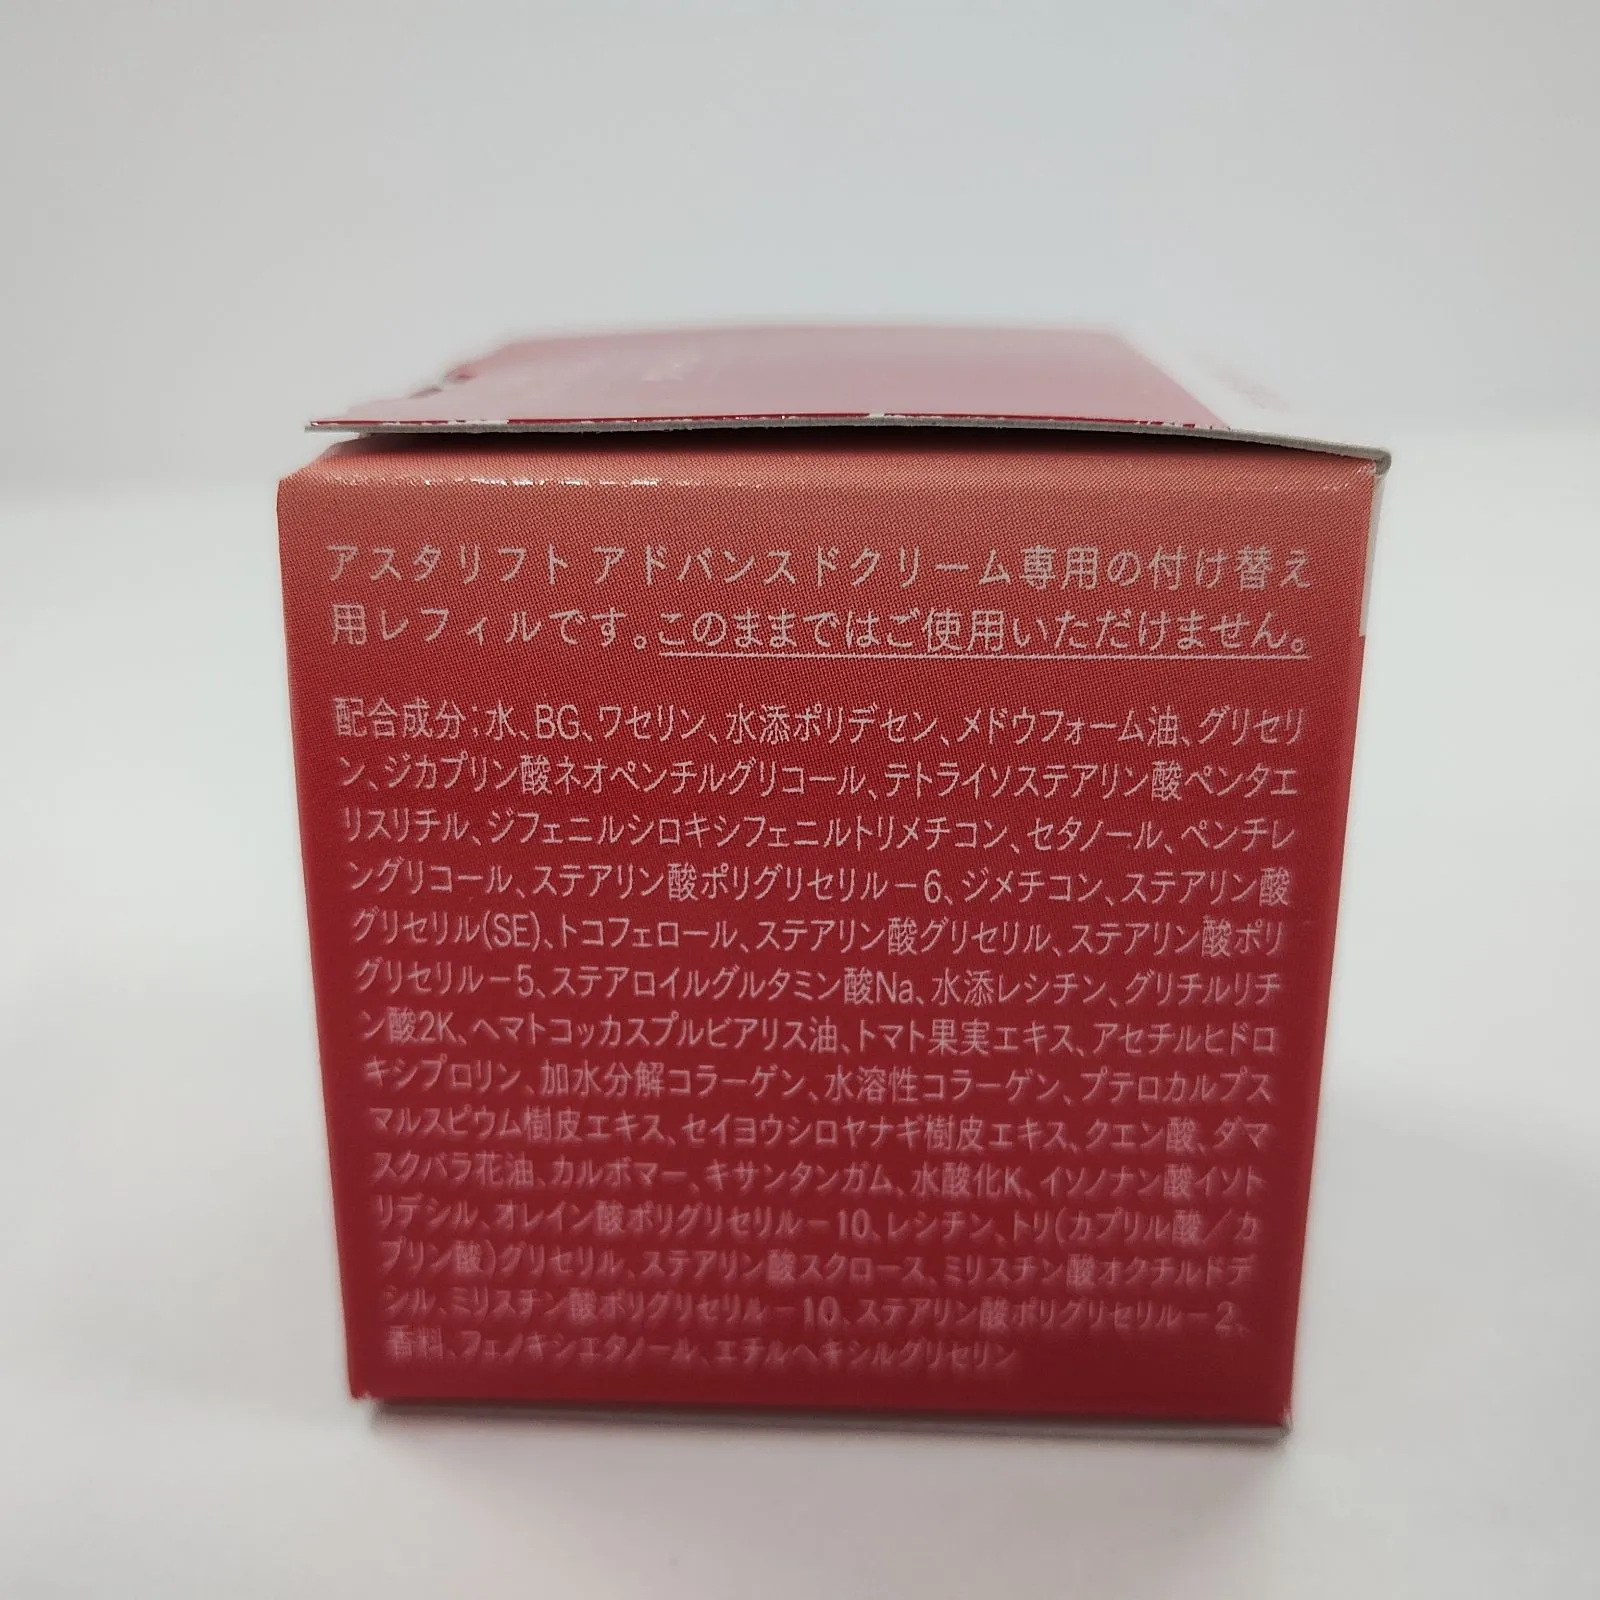 アスタリフト アドバンスドクリーム専用の付け替え
用レフィルです。このままではご使用いただけません。
配合成分：水、BG、ワセリン、水添ポリデセン、メドウフォーム油、グリセリ
ン、ジカプリン酸ネオペンチルグリコール、テトライソステアリン酸ペンタエ
リスリチル、ジフェニルシロキシフェニルトリメチコン、セタノール、ペンチレ
ングリコール、ステアリン酸ポリグリセリル－6、ジメチコン、ステアリン酸
グリセリル(SE)、トコフェロール、ステアリン酸グリセリル、ステアリン酸ポリ
グリセリル－5、ステアロイルグルタミン酸Na、水添レシチン、グリチルリチ
ン酸2K、ヘマトコッカスプルビアリス油、トマト果実エキス、アセチルヒドロ
キシプロリン、加水分解コラーゲン、水溶性コラーゲン、プテロカルプス
マルスピウム樹皮エキス、セイヨウシロヤナギ樹皮エキス、クエン酸、ダマ
スクバラ花油、カルボマー、キサンタンガム、水酸化K、イソノナン酸イソト
リデシル、オレイン酸ポリグリセリル－10、レシチン、トリ(カプリル酸／カ
プリン酸)グリセリル、ステアリン酸スクロース、ミリスチン酸オクチルドデ
シル、ミリスチン酸ポリグリセリル－10、ステアリン酸ポリグリセリル－2、
香料、フェノキシエタノール、エチルヘキシルグリセリン